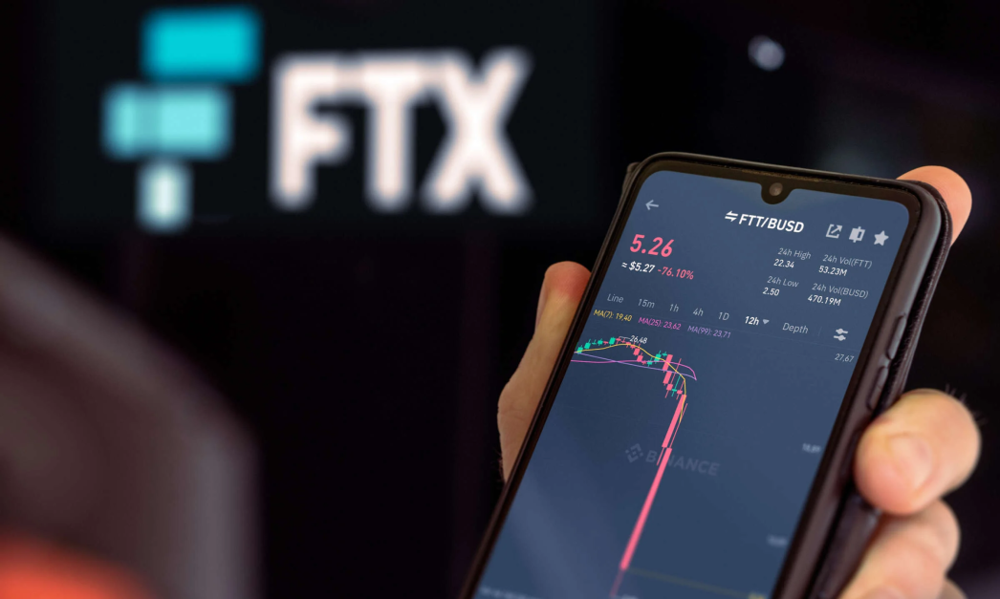 FTX
FTT/BUSD
5.26
≈ $5.27 -76.10%
24h High
22.34
24h Vol(FTT)
53.23M
24h Low
2.50
24h Vol(BUSD)
470.19M
Line 15m 1h 4h 1D 12h Depth
MA(7): 19,40 MA(25): 23,62 MA(99): 23,71
27,67
26,48
BINANCE